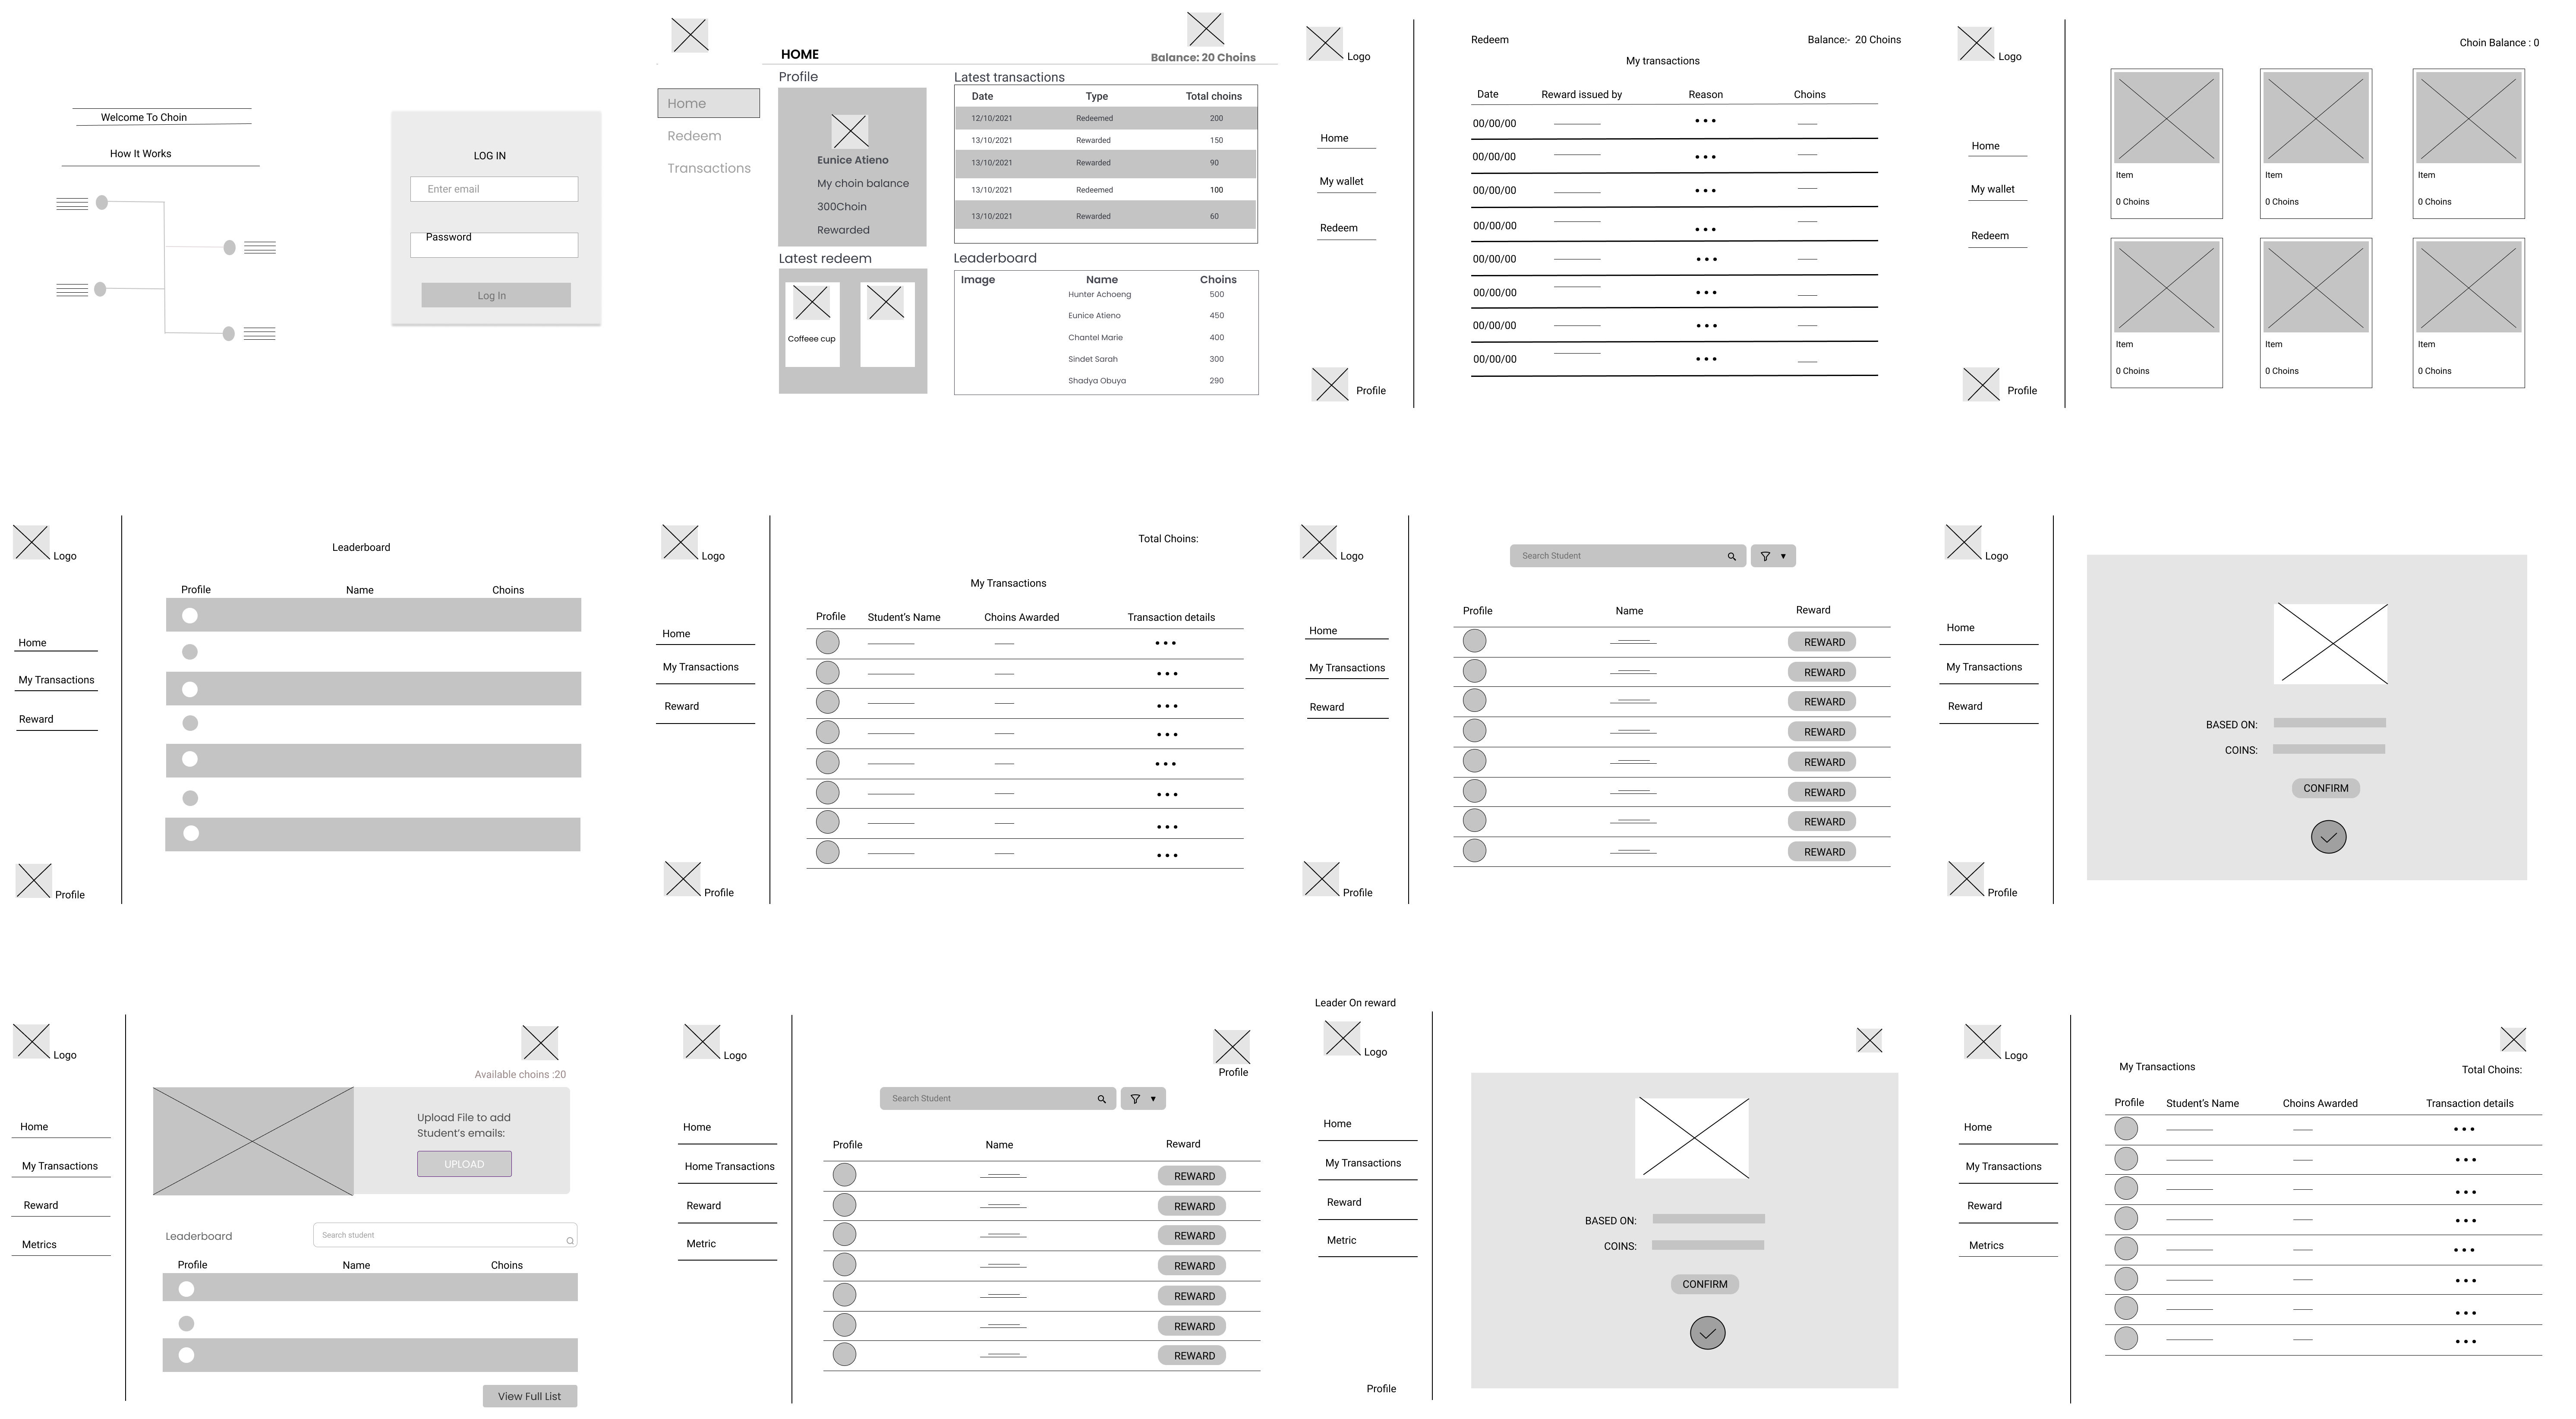 Welcome To Choin
How It Works
LOG IN
Enter email
Password
Log In
HOME
Balance: 20 Choins
Home
Redeem
Transactions
Profile
Eunice Atieno
My choin balance
300Choin
Rewarded
Latest transactions
Date Type Total choins
12/10/2021 Redeemed 200
13/10/2021 Rewarded 150
13/10/2021 Rewarded 90
13/10/2021 Redeemed 100
13/10/2021 Rewarded 60
Latest redeem
Coffeee cup
Leaderboard
Image Name Choins
Hunter Achoeng 500
Eunice Atieno 450
Chantel Marie 400
Sindet Sarah 300
Shadya Obuya 290
Logo
Home
My wallet
Redeem
Profile
Redeem Balance:- 20 Choins
My transactions
Date Reward issued by Reason Choins
00/00/00
00/00/00
00/00/00
00/00/00
00/00/00
00/00/00
00/00/00
00/00/00
Logo
Home
My wallet
Redeem
Profile
Choin Balance : 0
Item Item Item
0 Choins 0 Choins 0 Choins
Item Item Item
0 Choins 0 Choins 0 Choins
Logo
Home
My Transactions
Reward
Profile
Leaderboard
Profile Name Choins
Logo
Home
My Transactions
Reward
Profile
Total Choins:
My Transactions
Profile Student's Name Choins Awarded Transaction details
Logo
Home
My Transactions
Reward
Profile
Search Student
Profile Name Reward
REWARD
REWARD
REWARD
REWARD
REWARD
REWARD
REWARD
REWARD
Logo
Home
My Transactions
Reward
Profile
BASED ON:
COINS:
CONFIRM
Logo
Home
My Transactions
Reward
Metrics
Available choins :20
Upload File to add
Student's emails:
UPLOAD
Leaderboard
Search student
Profile Name Choins
View Full List
Logo
Home
Home Transactions
Reward
Metric
Profile
Search Student
Profile Name Reward
REWARD
REWARD
REWARD
REWARD
REWARD
REWARD
REWARD
Leader On reward
Logo
Home
My Transactions
Reward
Metric
Profile
BASED ON:
COINS:
CONFIRM
Logo
Home
My Transactions
Reward
Metrics
My Transactions
Total Choins:
Profile Student's Name Choins Awarded Transaction details